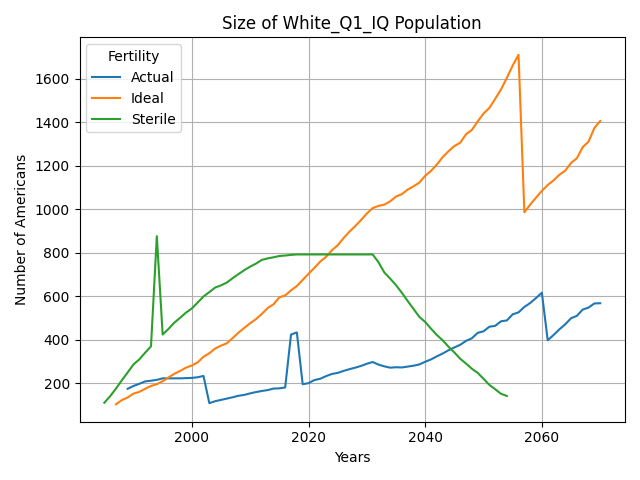 Size of White_Q1_IQ Population
Fertility
Actual
Ideal
Sterile
Number of Americans
1600
1400
1200
1000
800
600
400
200
2000
2020
2040
2060
Years